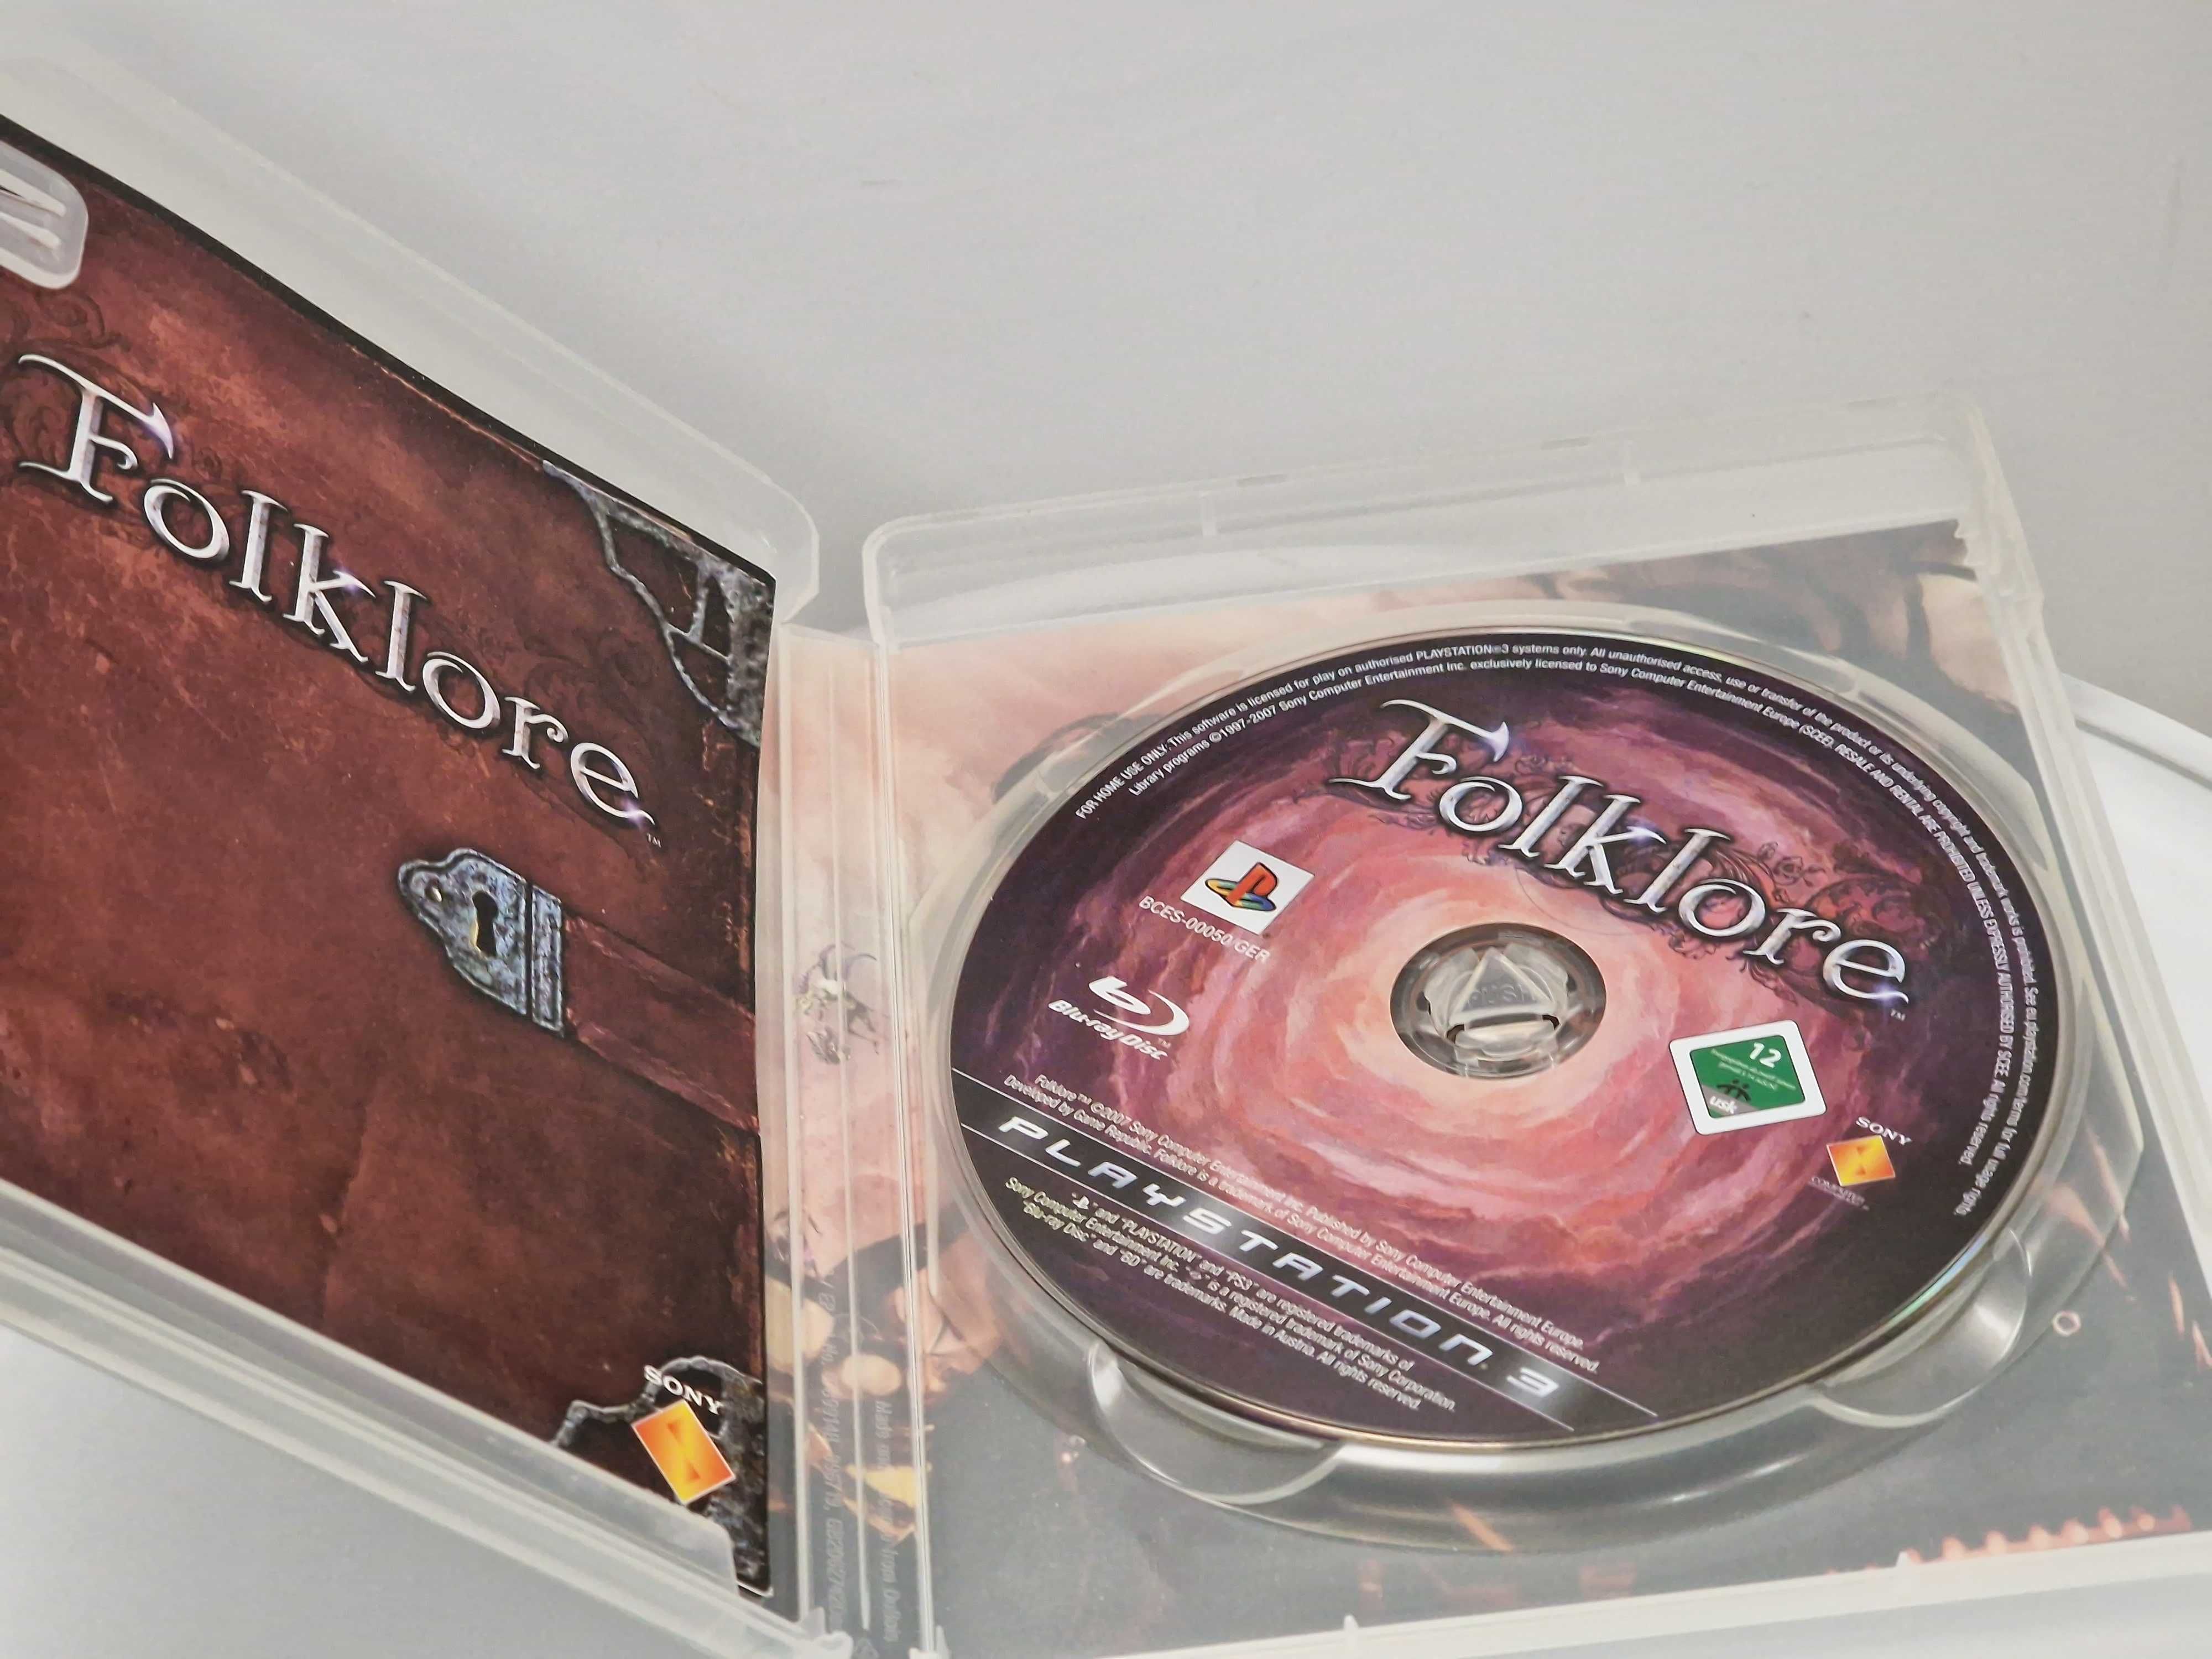 Folklore™
SONY
FOR HOME USE ONLY. This software is licensed for play on authorised PLAYSTATION®3 systems only. All unauthorised access, use or transfer of the product or its underlying copyright and trademark works is prohibited. See eu.playstation.com/terms for full usage rights.
Library programs ©1997-2007 Sony Computer Entertainment Inc. exclusively licensed to Sony Computer Entertainment Europe (SCEE). RESALE AND RENTAL ARE PROHIBITED UNLESS EXPRESSLY AUTHORISED BY SCEE. All rights reserved.
Folklore™
BCES-00050/GER
Blu-ray Disc™
12
usk
SONY
COMPUTER
Folklore™ ©2007 Sony Computer Entertainment Inc. Published by Sony Computer Entertainment Europe.
Developed by Game Republic. Folklore is a trademark of Sony Computer Entertainment Europe. All rights reserved.
PLAYSTATION 3
" " and "PLAYSTATION" and "PS3" are registered trademarks of
Sony Computer Entertainment Inc. " " is a registered trademark of Sony Corporation.
"Blu-ray Disc" and "BD" are trademarks. Made in Austria. All rights reserved.